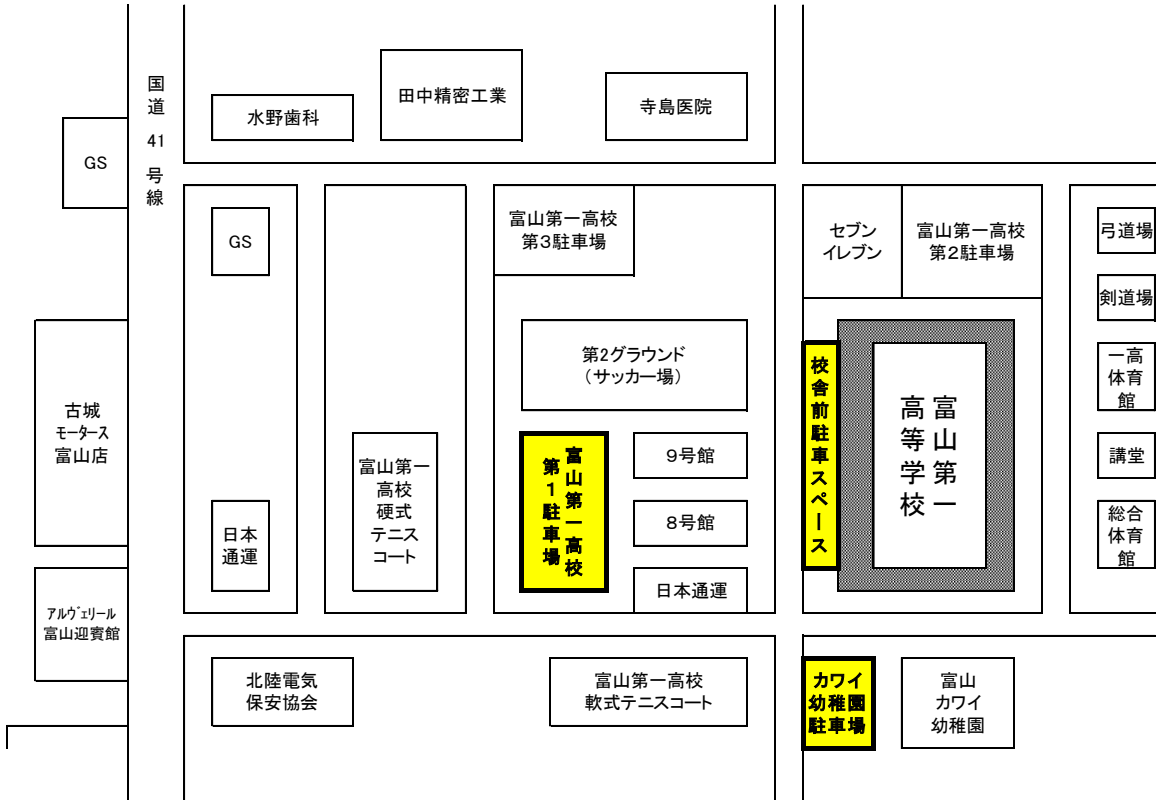 国道41号線
水野歯科
田中精密工業
寺島医院
GS
GS
富山第一高校
第3駐車場
セブン
イレブン
富山第一高校
第2駐車場
弓道場
剣道場
一高
体育
館
講堂
総合
体育
館
第2グラウンド
(サッカー場)
校舎前駐車スペース
富山第一
高等学校
古城
モータース
富山店
日本
通運
富山第一
高校
硬式
テニス
コート
富山第一高校
第1駐車場
9号館
8号館
日本通運
アルヴェリール
富山迎賓館
北陸電気
保安協会
富山第一高校
軟式テニスコート
カワイ
幼稚園
駐車場
富山
カワイ
幼稚園